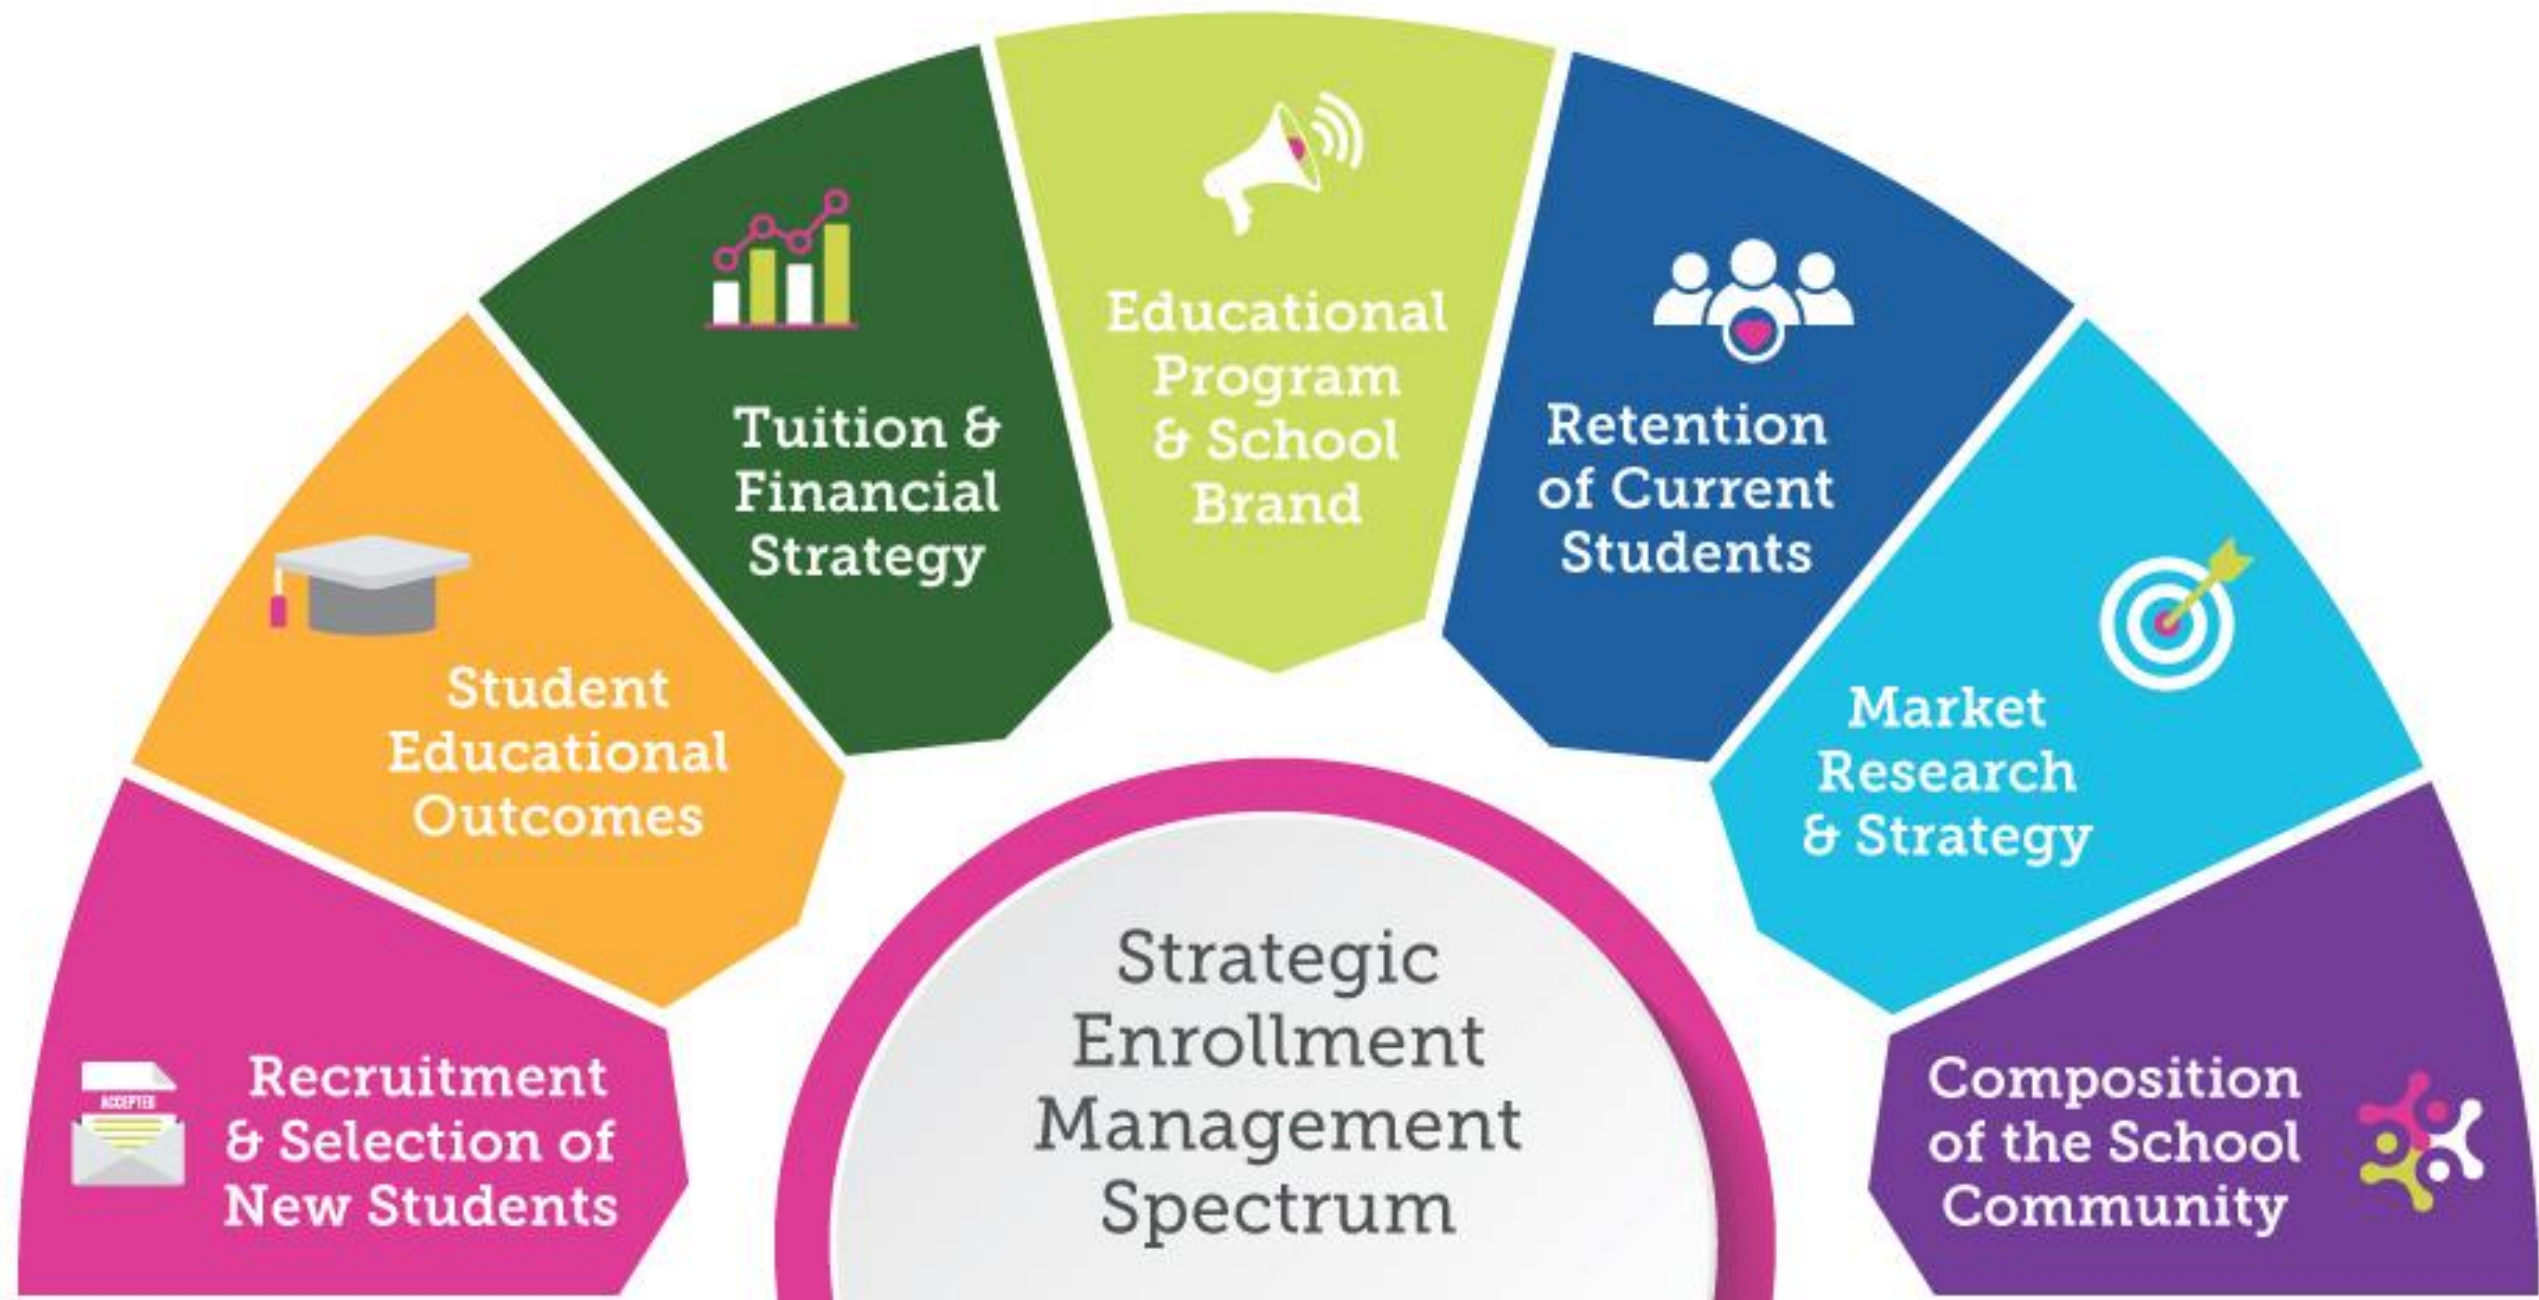 Recruitment
& Selection of
New Students
ACCEPTED
Student
Educational
Outcomes
Tuition &
Financial
Strategy
Educational
Program
& School
Brand
Retention
of Current
Students
Market
Research
& Strategy
Composition
of the School
Community
Strategic
Enrollment
Management
Spectrum